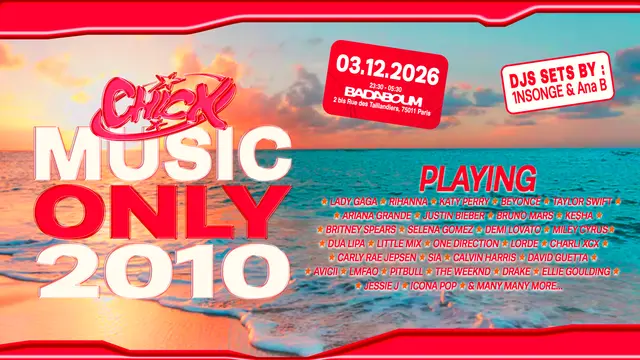 CHICK
MUSIC
ONLY
2010
03.12.2026
23:30 - 05:30
BADABOUM
2 bis Rue des Taillandiers, 75011 Paris
DJS SETS BY :
1NSONGE & Ana B
PLAYING
★ LADY GAGA ★ RIHANNA ★ KATY PERRY ★ BEYONCE ★ TAYLOR SWIFT ★
★ ARIANA GRANDE ★ JUSTIN BIEBER ★ BRUNO MARS ★ KE$HA ★
★ BRITNEY SPEARS ★ SELENA GOMEZ ★ DEMI LOVATO ★ MILEY CYRUS ★
★ DUA LIPA ★ LITTLE MIX ★ ONE DIRECTION ★ LORDE ★ CHARLI XCX ★
★ CARLY RAE JEPSEN ★ SIA ★ CALVIN HARRIS ★ DAVID GUETTA ★
★ AVICII ★ LMFAO ★ PITBULL ★ THE WEEKND ★ DRAKE ★ ELLIE GOULDING ★
★ JESSIE J ★ ICONA POP ★ & MANY MANY MORE...